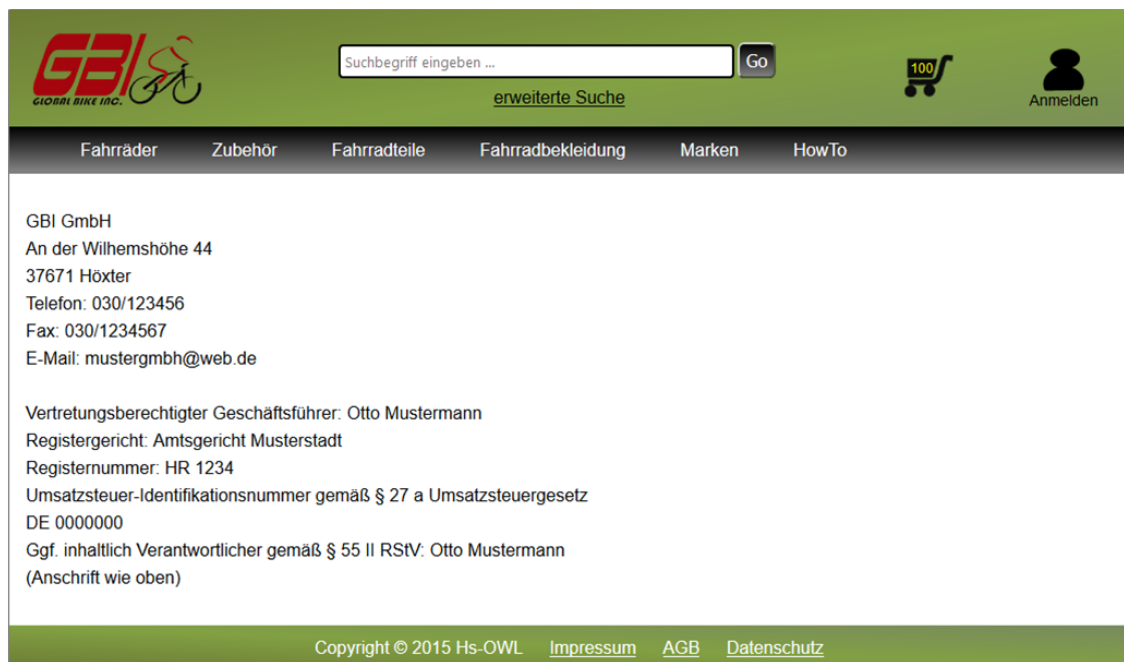 GBI
GLOBAL BIKE INC.
Suchbegriff eingeben ...
Go
erweiterte Suche
100
Anmelden
Fahrräder Zubehör Fahrradteile Fahrradbekleidung Marken HowTo
GBI GmbH
An der Wilhemshöhe 44
37671 Höxter
Telefon: 030/123456
Fax: 030/1234567
E-Mail: mustergmbh@web.de
Vertretungsberechtigter Geschäftsführer: Otto Mustermann
Registergericht: Amtsgericht Musterstadt
Registernummer: HR 1234
Umsatzsteuer-Identifikationsnummer gemäß § 27 a Umsatzsteuergesetz
DE 0000000
Ggf. inhaltlich Verantwortlicher gemäß § 55 II RStV: Otto Mustermann
(Anschrift wie oben)
Copyright © 2015 Hs-OWL Impressum AGB Datenschutz